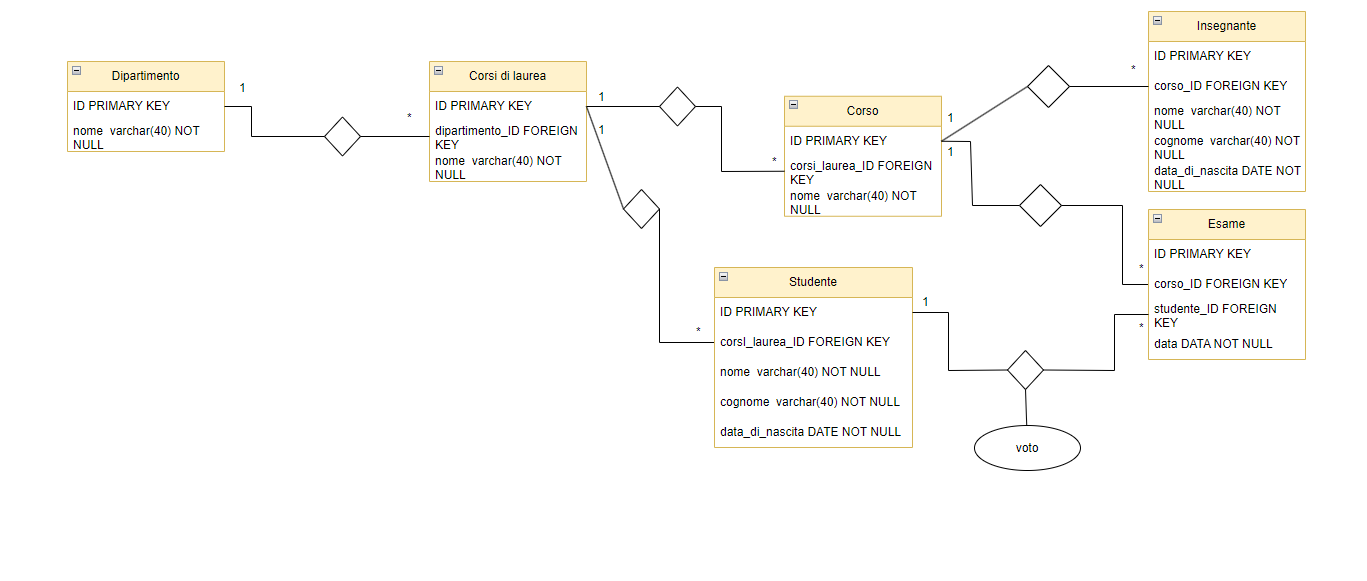 Dipartimento
ID PRIMARY KEY
nome varchar(40) NOT
NULL
1
*
Corsi di laurea
ID PRIMARY KEY
dipartimento_ID FOREIGN
KEY
nome varchar(40) NOT
NULL
1
1
*
*
Corso
ID PRIMARY KEY
corsi_laurea_ID FOREIGN
KEY
nome varchar(40) NOT
NULL
1
1
*
*
Insegnante
ID PRIMARY KEY
corso_ID FOREIGN KEY
nome varchar(40) NOT
NULL
cognome varchar(40) NOT
NULL
data_di_nascita DATE NOT
NULL
Esame
ID PRIMARY KEY
corso_ID FOREIGN KEY
studente_ID FOREIGN
KEY
data DATA NOT NULL
Studente
ID PRIMARY KEY
corsI_laurea_ID FOREIGN KEY
nome varchar(40) NOT NULL
cognome varchar(40) NOT NULL
data_di_nascita DATE NOT NULL
1
*
voto